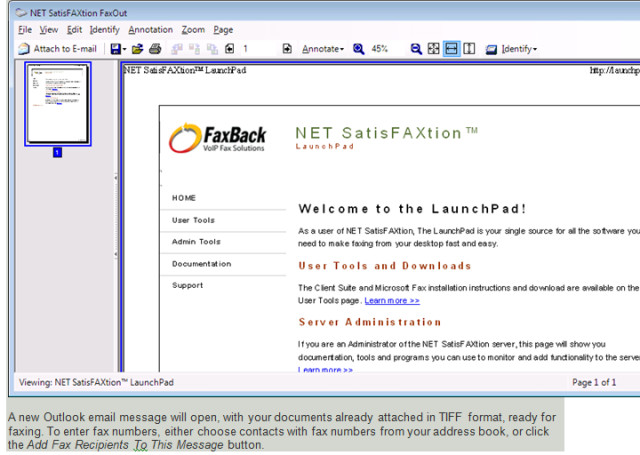 NET SatisFAXtion FaxOut
File View Edit Identify Annotation Zoom Page
Attach to E-mail 1 Annotate 45% Identify
NET SatisFAXtion™ LaunchPad http://launchp
FaxBack
VoIP Fax Solutions
NET SatisFAXtion™
LaunchPad
1
HOME
User Tools
Admin Tools
Documentation
Support
Welcome to the LaunchPad!
As a user of NET SatisFAXtion, The LaunchPad is your single source for all the software you
need to make faxing from your desktop fast and easy.
User Tools and Downloads
The Client Suite and Microsoft Fax installation instructions and download are available on the
User Tools page. Learn more >>
Server Administration
If you are an Administrator of the NET SatisFAXtion server, this page will show you
documentation, tools and programs you can use to monitor and add functionality to the serve
Learn more >>
Viewing: NET SatisFAXtion™ LaunchPad Page 1 of 1
A new Outlook email message will open, with your documents already attached in TIFF format, ready for
faxing. To enter fax numbers, either choose contacts with fax numbers from your address book, or click
the Add Fax Recipients To This Message button.